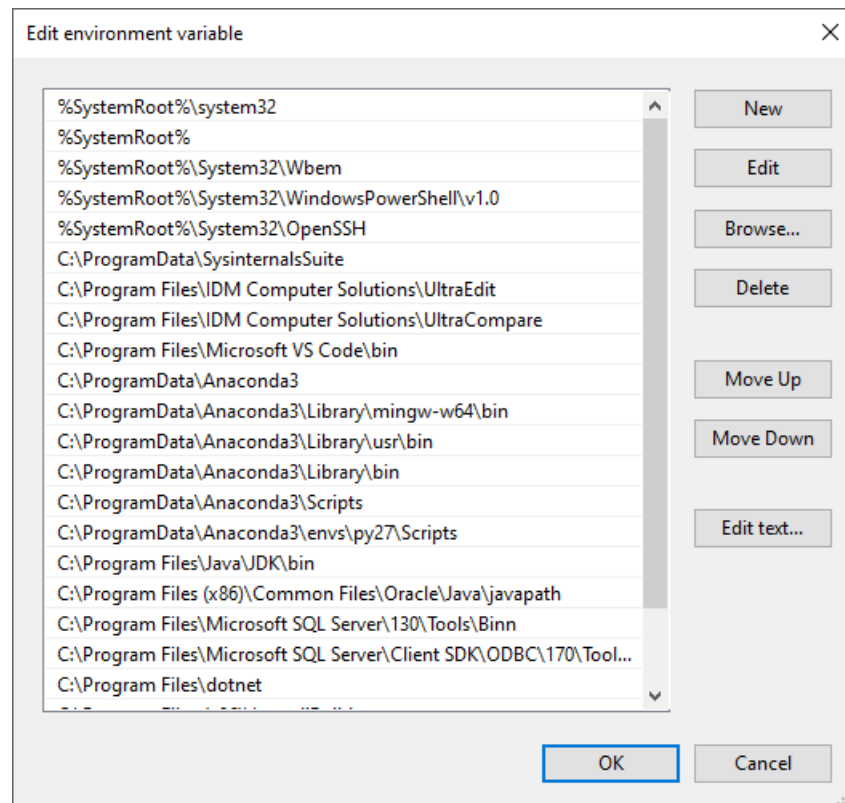 Edit environment variable
%SystemRoot%\system32
%SystemRoot%
%SystemRoot%\System32\Wbem
%SystemRoot%\System32\WindowsPowerShell\v1.0
%SystemRoot%\System32\OpenSSH
C:\ProgramData\SysinternalsSuite
C:\Program Files\IDM Computer Solutions\UltraEdit
C:\Program Files\IDM Computer Solutions\UltraCompare
C:\Program Files\Microsoft VS Code\bin
C:\ProgramData\Anaconda3
C:\ProgramData\Anaconda3\Library\mingw-w64\bin
C:\ProgramData\Anaconda3\Library\usr\bin
C:\ProgramData\Anaconda3\Library\bin
C:\ProgramData\Anaconda3\Scripts
C:\ProgramData\Anaconda3\envs\py27\Scripts
C:\Program Files\Java\JDK\bin
C:\Program Files (x86)\Common Files\Oracle\Java\javapath
C:\Program Files\Microsoft SQL Server\130\Tools\Binn
C:\Program Files\Microsoft SQL Server\Client SDK\ODBC\170\Tool...
C:\Program Files\dotnet
New
Edit
Browse...
Delete
Move Up
Move Down
Edit text...
OK
Cancel